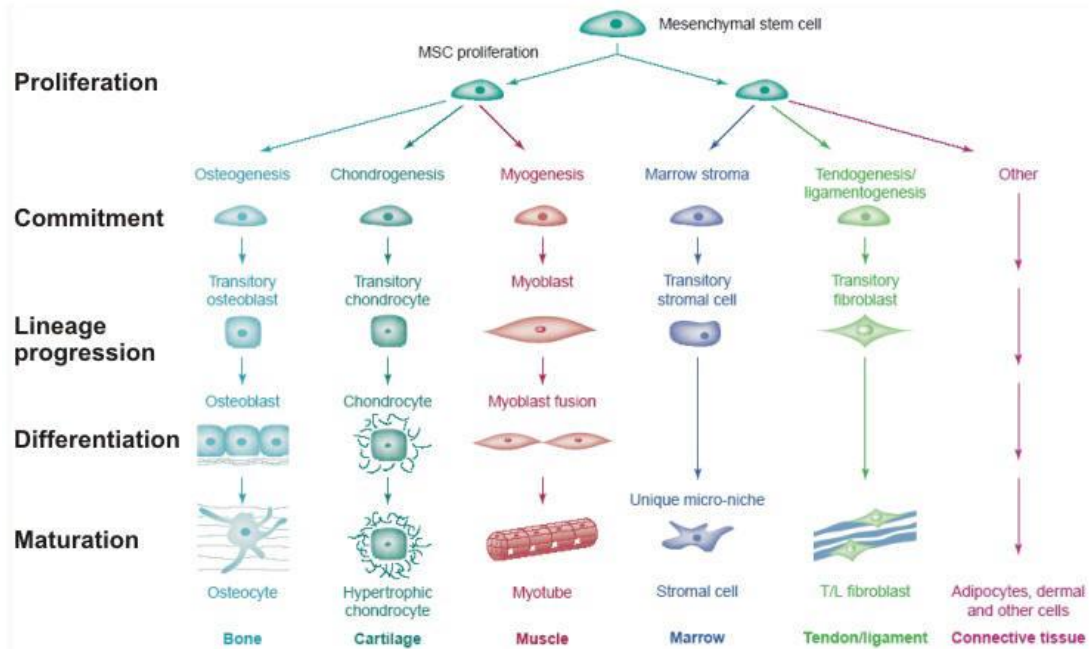 Mesenchymal stem cell
MSC proliferation
Proliferation
Osteogenesis
Chondrogenesis
Myogenesis
Marrow stroma
Tendogenesis/
ligamentogenesis
Other
Commitment
Transitory
osteoblast
Transitory
chondrocyte
Myoblast
Transitory
stromal cell
Transitory
fibroblast
Lineage
progression
Osteoblast
Chondrocyte
Myoblast fusion
Differentiation
Unique micro-niche
Maturation
Osteocyte
Hypertrophic
chondrocyte
Myotube
Stromal cell
T/L fibroblast
Adipocytes, dermal
and other cells
Bone
Cartilage
Muscle
Marrow
Tendon/ligament
Connective tissue